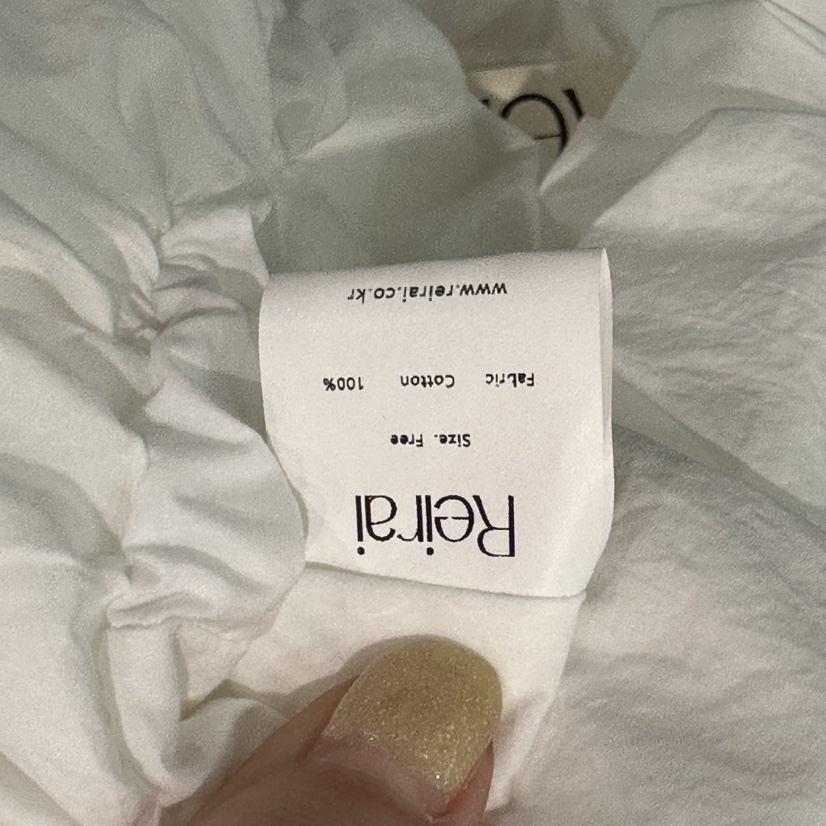 Reirai
Size. Free
Fabric Cotton 100%
www.reirai.co.kr